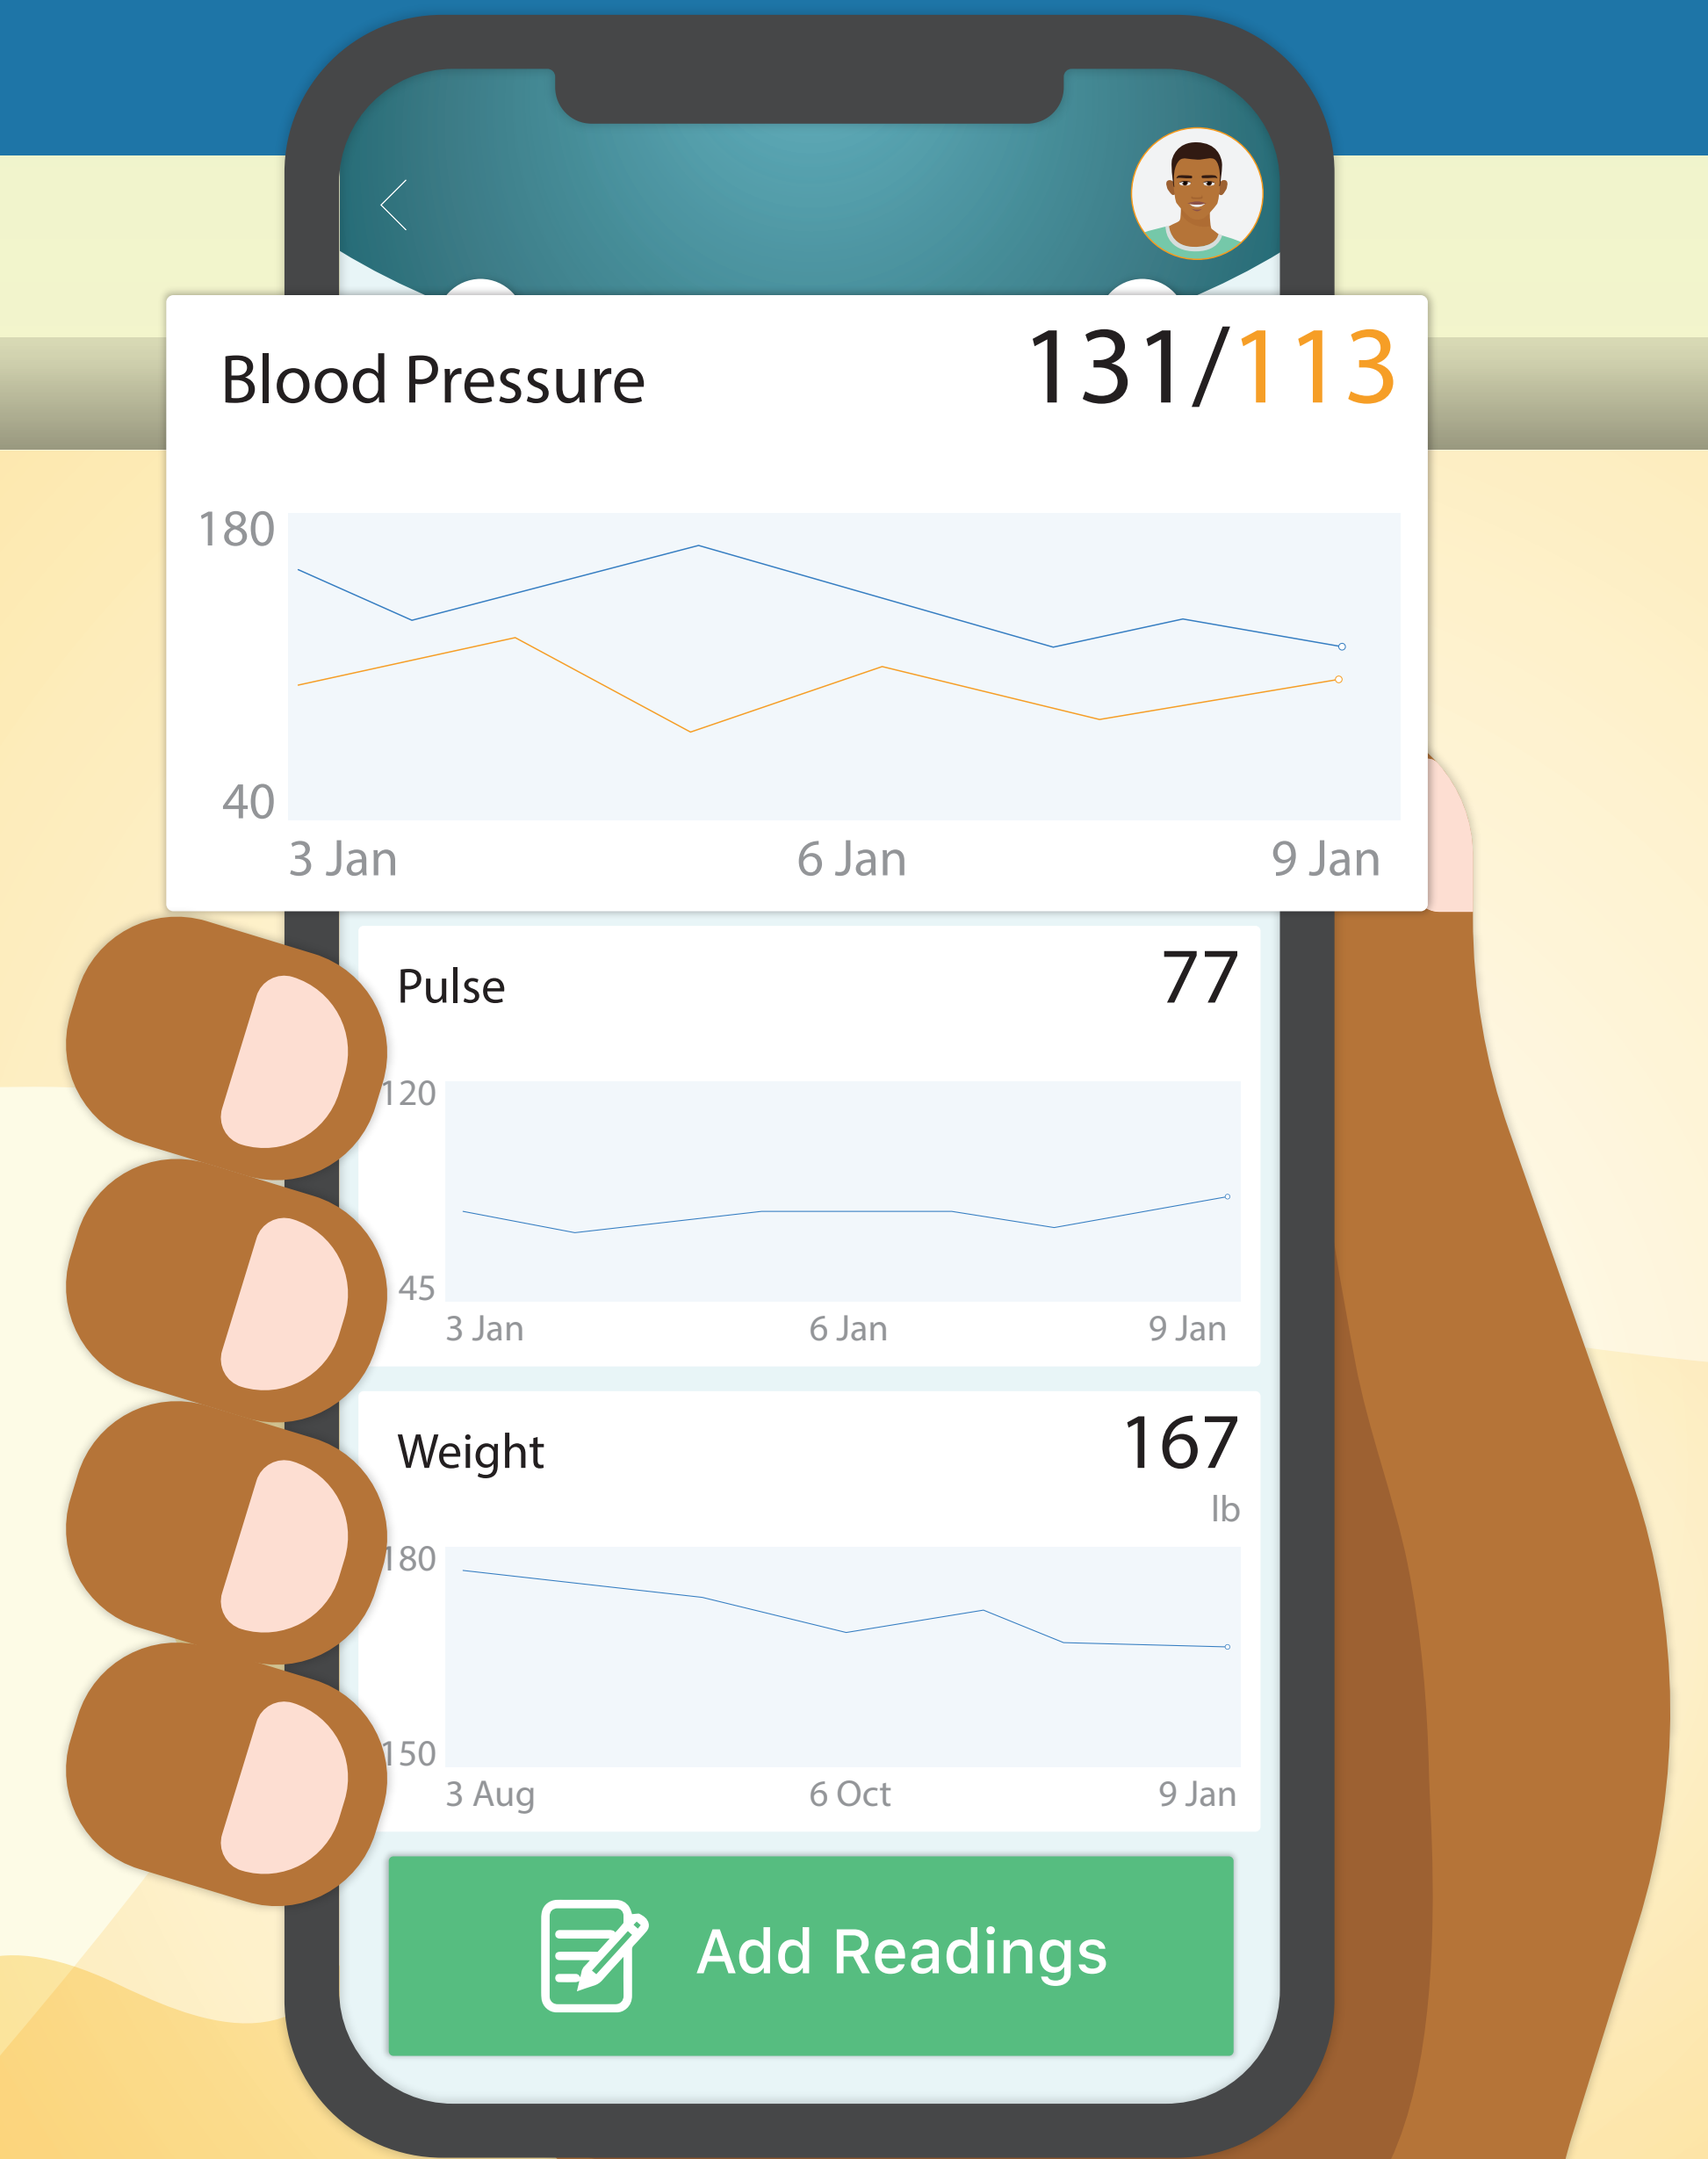 Blood Pressure 131/113
180
40
3 Jan 6 Jan 9 Jan
Pulse 77
120
45
3 Jan 6 Jan 9 Jan
Weight 167
lb
180
150
3 Aug 6 Oct 9 Jan
Add Readings